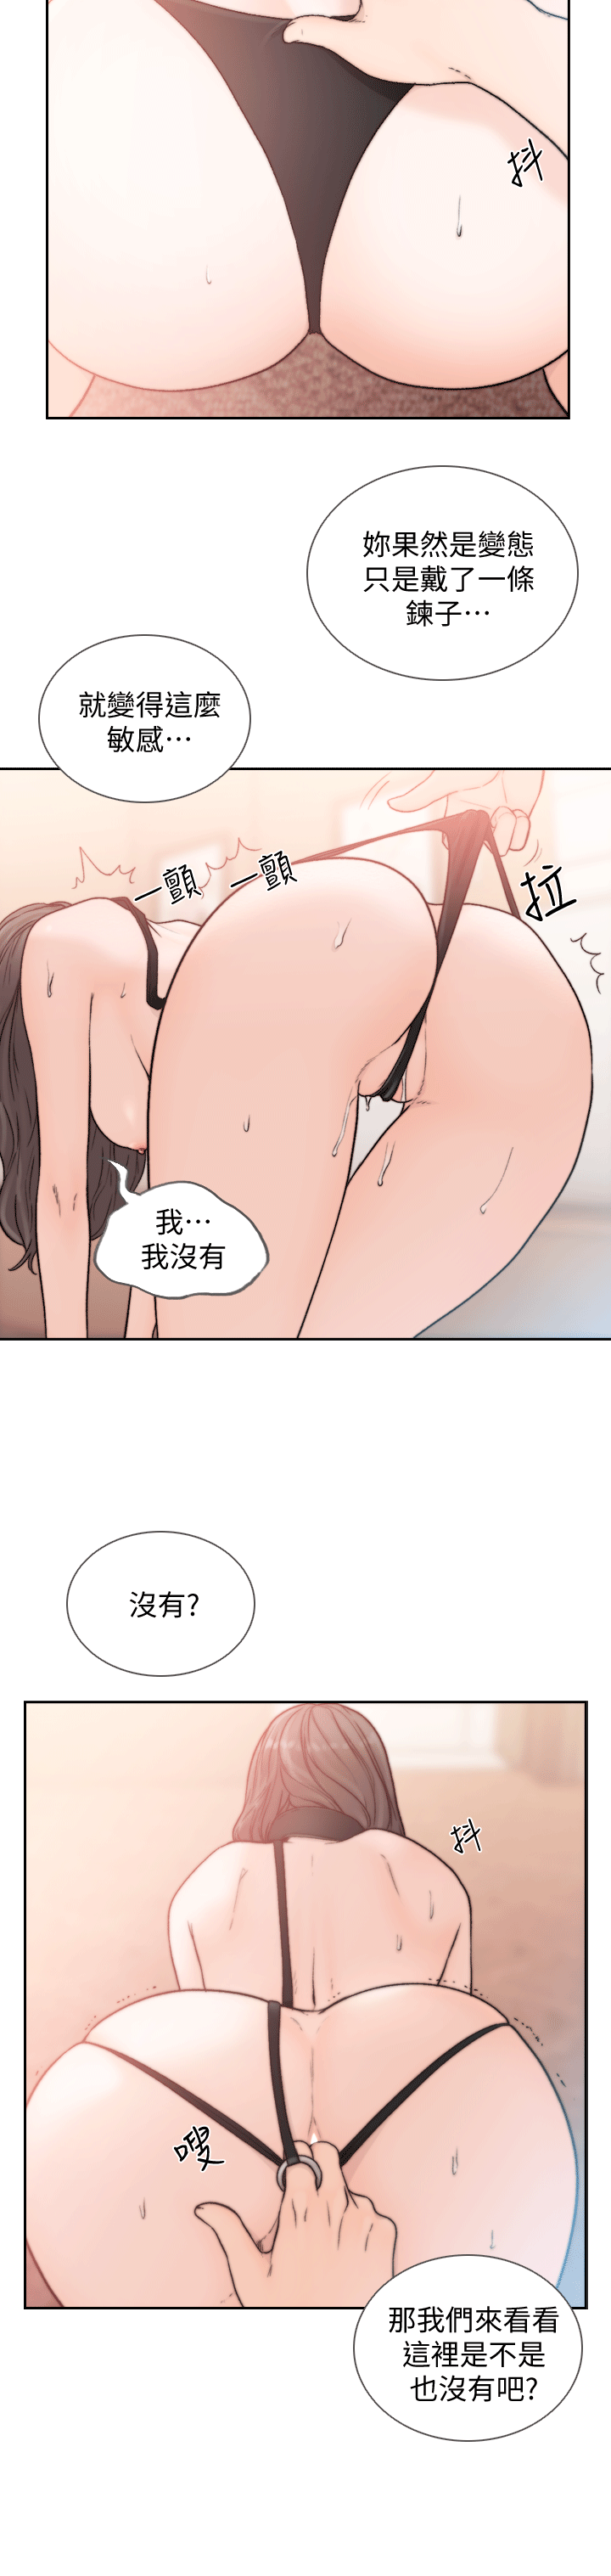 抖
妳果然是變態
只是戴了一條
鍊子⋯
就變得這麼
敏感⋯
一顫
一顫
拉
我⋯
我沒有
沒有?
抖
嗖
那我們來看看
這裡是不是
也沒有吧?